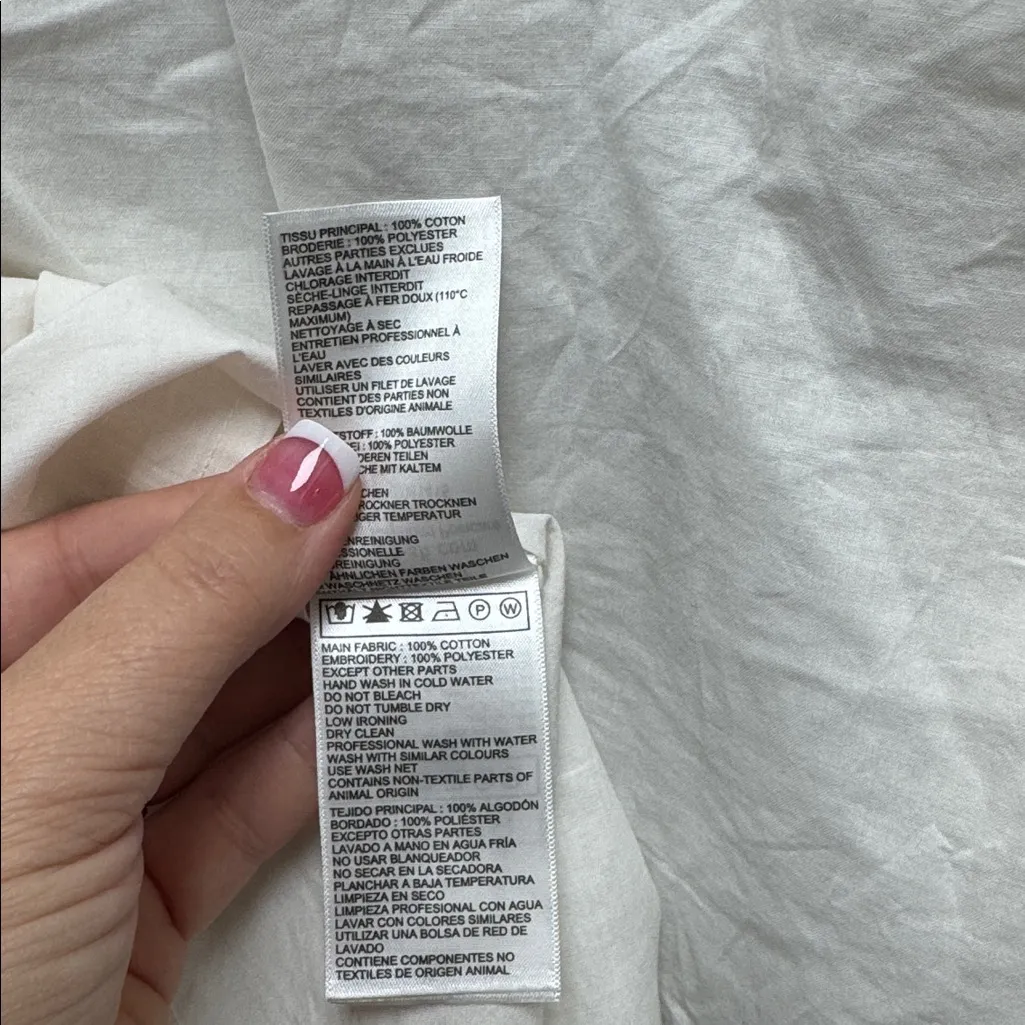 TISSU PRINCIPAL : 100% COTON
BRODERIE : 100% POLYESTER
AUTRES PARTIES EXCLUES
LAVAGE À LA MAIN À L'EAU FROIDE
CHLORAGE INTERDIT
SÈCHE-LINGE INTERDIT
REPASSAGE À FER DOUX (110°C
MAXIMUM)
NETTOYAGE À SEC
ENTRETIEN PROFESSIONNEL À
L'EAU
LAVER AVEC DES COULEURS
SIMILAIRES
UTILISER UN FILET DE LAVAGE
CONTIENT DES PARTIES NON
TEXTILES D'ORIGINE ANIMALE
STOFF : 100% BAUMWOLLE
EI : 100% POLYESTER
DEREN TEILEN
CHE MIT KALTEM
CHEN
ROCKNER TROCKNEN
GER TEMPERATUR
ENREINIGUNG
SSIONELLE
REINIGUNG
ÄHNLICHEN FARBEN WASCHEN
WASCHNETZ WASCHEN
TEILE
P W
MAIN FABRIC : 100% COTTON
EMBROIDERY : 100% POLYESTER
EXCEPT OTHER PARTS
HAND WASH IN COLD WATER
DO NOT BLEACH
DO NOT TUMBLE DRY
LOW IRONING
DRY CLEAN
PROFESSIONAL WASH WITH WATER
WASH WITH SIMILAR COLOURS
USE WASH NET
CONTAINS NON-TEXTILE PARTS OF
ANIMAL ORIGIN
TEJIDO PRINCIPAL : 100% ALGODÓN
BORDADO : 100% POLIÉSTER
EXCEPTO OTRAS PARTES
LAVADO A MANO EN AGUA FRÍA
NO USAR BLANQUEADOR
NO SECAR EN LA SECADORA
PLANCHAR A BAJA TEMPERATURA
LIMPIEZA EN SECO
LIMPIEZA PROFESIONAL CON AGUA
LAVAR CON COLORES SIMILARES
UTILIZAR UNA BOLSA DE RED DE
LAVADO
CONTIENE COMPONENTES NO
TEXTILES DE ORIGEN ANIMAL